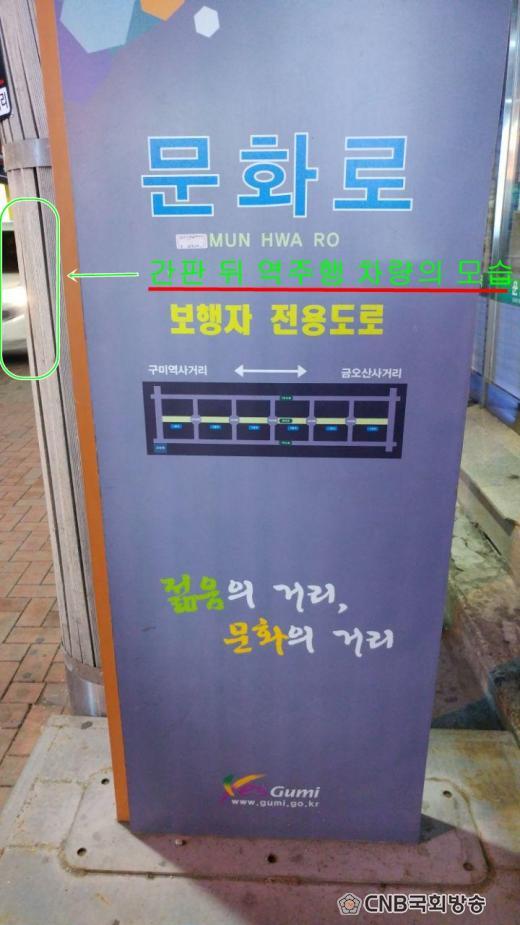 문화로
MUN HWA RO
간판 뒤 역주행 차량의 모습
보행자 전용도로
구미역사거리 금오산사거리
젊음의 거리,
문화의 거리
Yes Gumi
www.gumi.go.kr
CNB국회방송